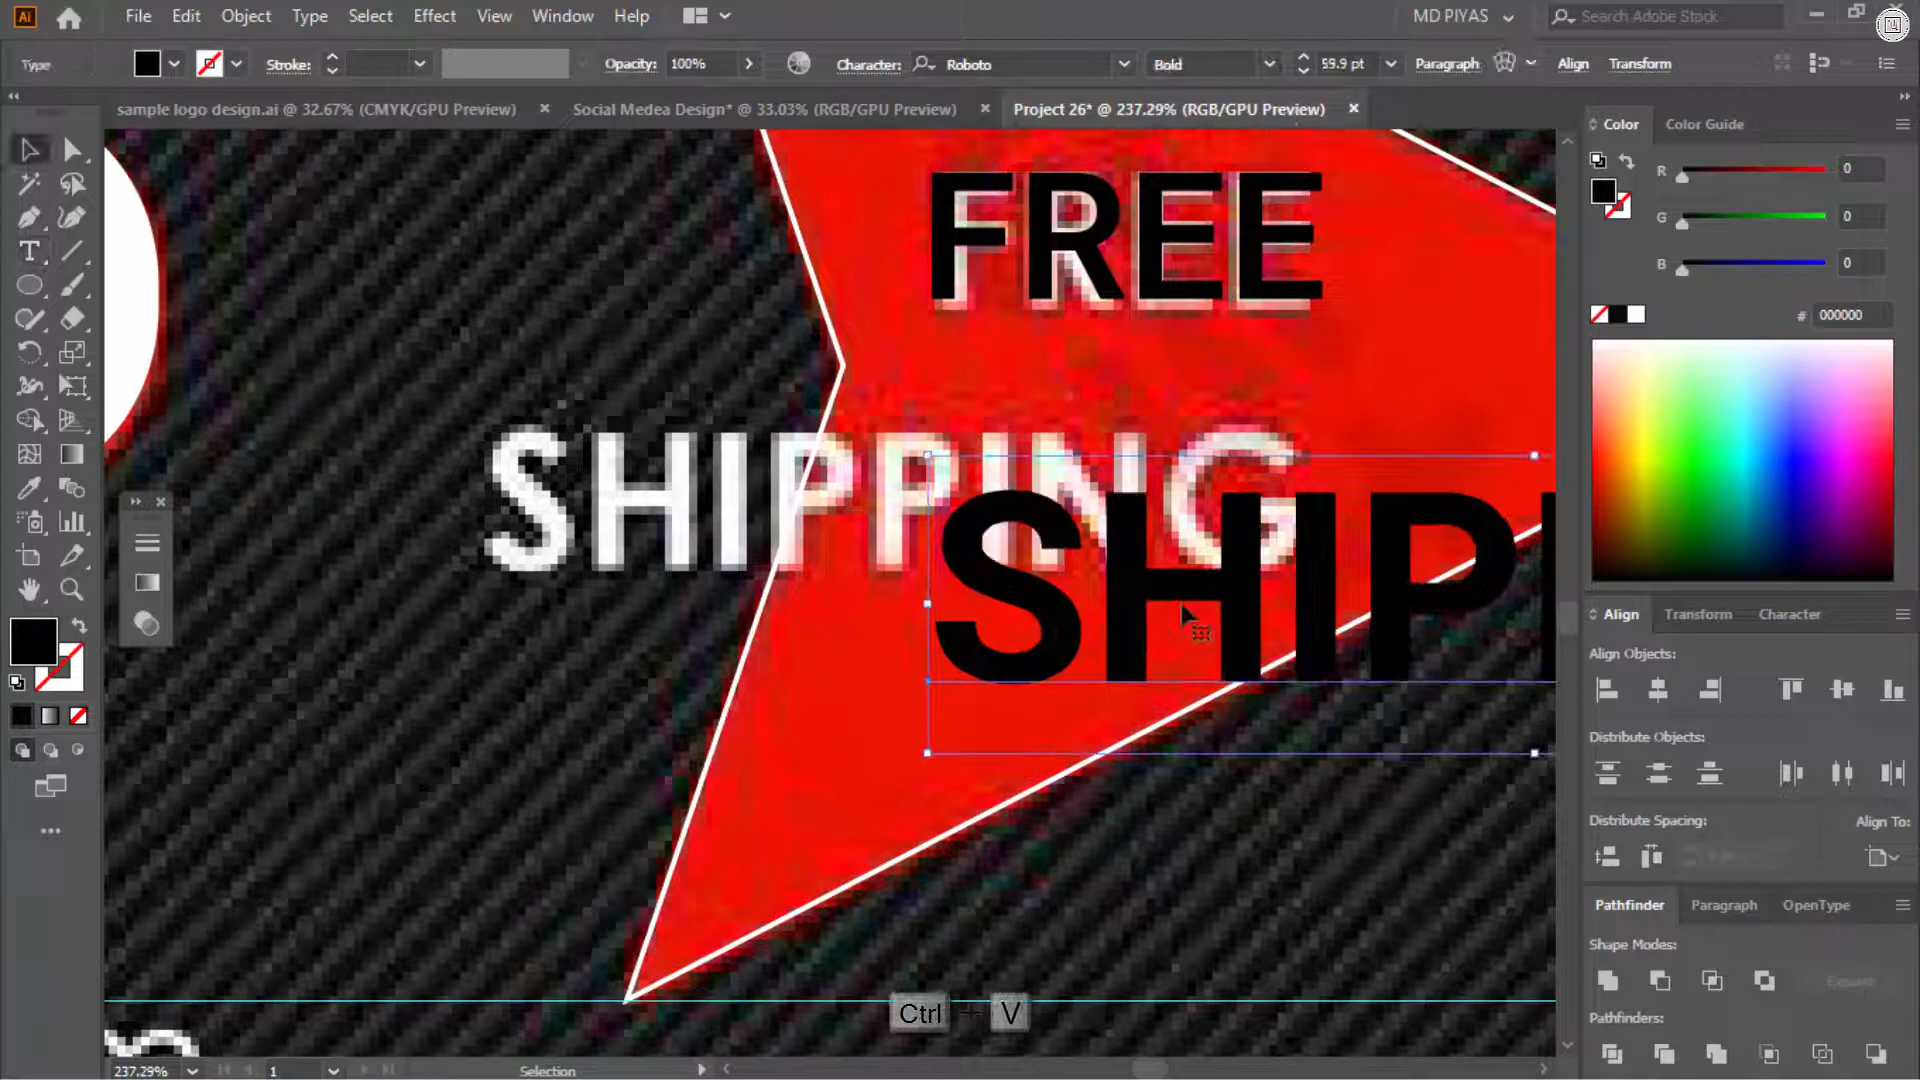 Ai File Edit Object Type Select Effect View Window Help MD PIYAS Search Adobe Stock
Type Stroke: Opacity: 100% Character: Roboto Bold 59.9 pt Paragraph Align Transform
sample logo design.ai @ 32.67% (CMYK/GPU Preview) Social Medea Design* @ 33.03% (RGB/GPU Preview) Project 26* @ 237.29% (RGB/GPU Preview)
Color Color Guide
R 0
G 0
B 0
# 000000
FREE
SHIPPING
SHIPP
Align Transform Character
Align Objects:
Distribute Objects:
Distribute Spacing: Align To:
Pathfinder Paragraph OpenType
Shape Modes:
Expand
Pathfinders:
Ctrl + V
237.29% 1 Selection